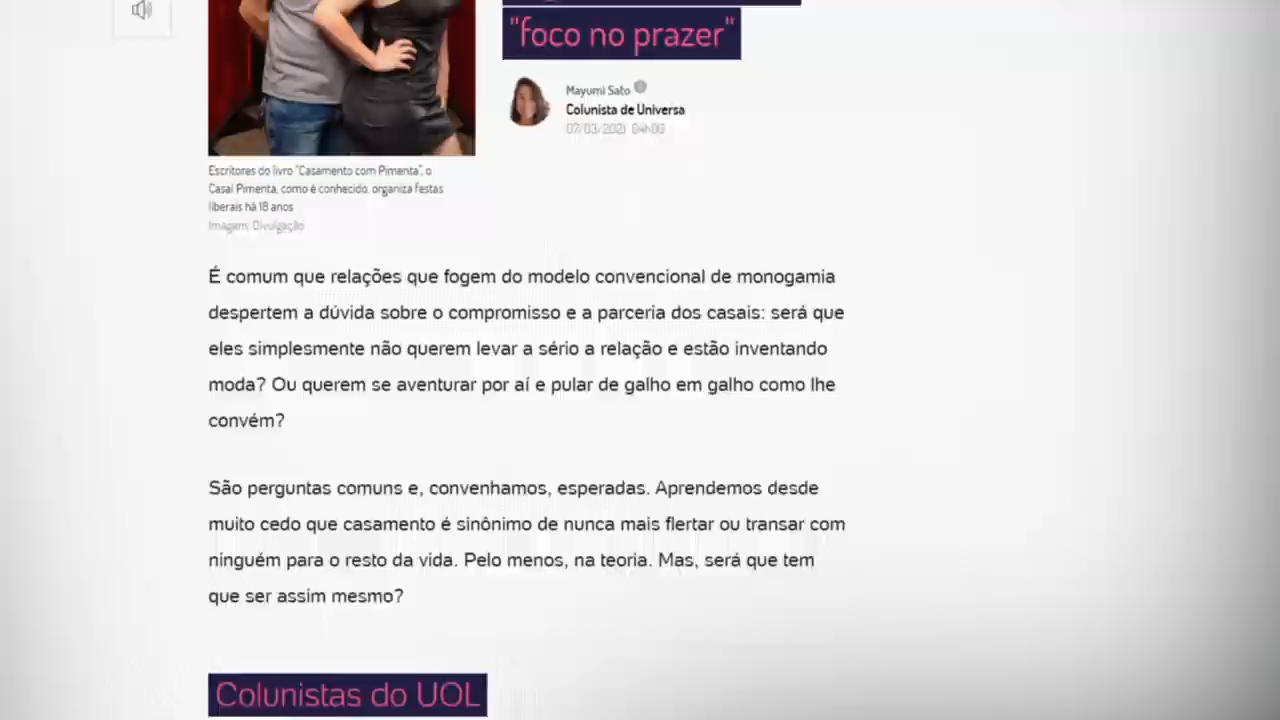 "foco no prazer"
Mayumi Sato
Colunista de Universa
07/03/2021 04h00
Escritores do livro "Casamento com Pimenta", o
Casal Pimenta, como é conhecido, organiza festas
liberais há 18 anos
Imagem: Divulgação
É comum que relações que fogem do modelo convencional de monogamia
despertem a dúvida sobre o compromisso e a parceria dos casais: será que
eles simplesmente não querem levar a sério a relação e estão inventando
moda? Ou querem se aventurar por aí e pular de galho em galho como lhe
convém?
São perguntas comuns e, convenhamos, esperadas. Aprendemos desde
muito cedo que casamento é sinônimo de nunca mais flertar ou transar com
ninguém para o resto da vida. Pelo menos, na teoria. Mas, será que tem
que ser assim mesmo?
Colunistas do UOL